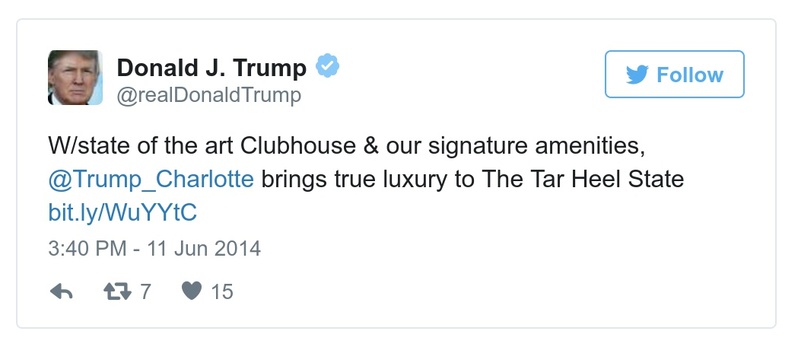 Donald J. Trump
@realDonaldTrump
Follow
W/state of the art Clubhouse & our signature amenities,
@Trump_Charlotte brings true luxury to The Tar Heel State
bit.ly/WuYYtC
3:40 PM - 11 Jun 2014
7 15